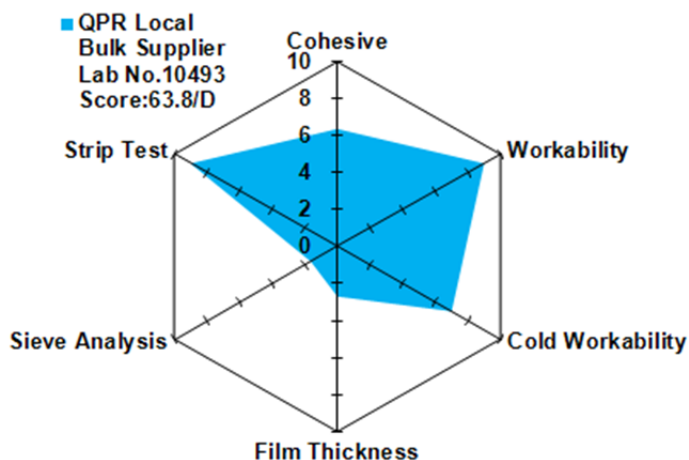 QPR Local
Bulk Supplier
Lab No.10493
Score:63.8/D
Cohesive
10
8
6
4
2
0
Strip Test
Workability
Sieve Analysis
Cold Workability
Film Thickness